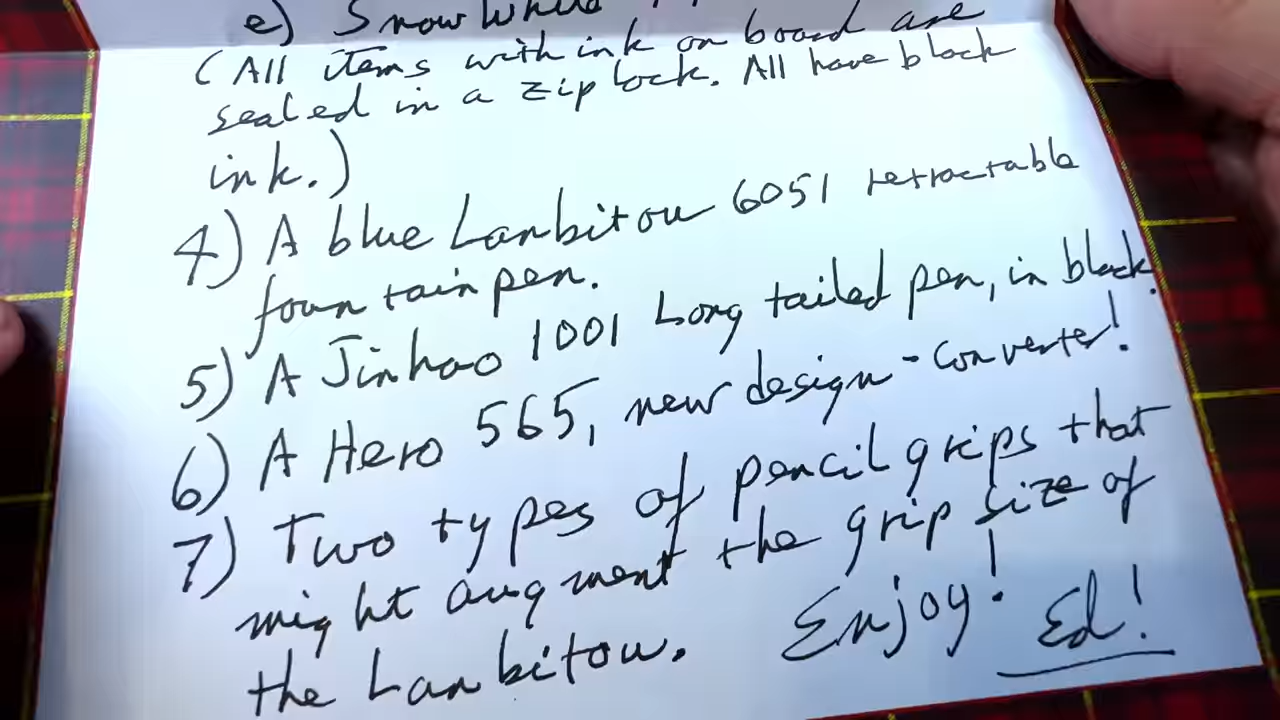 e) Snow White
(All items with ink on board are
sealed in a zip lock. All have black
ink.)
4) A blue Lanbitou 6051 retractable
fountain pen.
5) A Jinhao 1001 Long tailed pen, in black.
6) A Hero 565, new design - converter!
7) Two types of pencil grips that
might augment the grip size of
the Lanbitou. Enjoy! Ed!